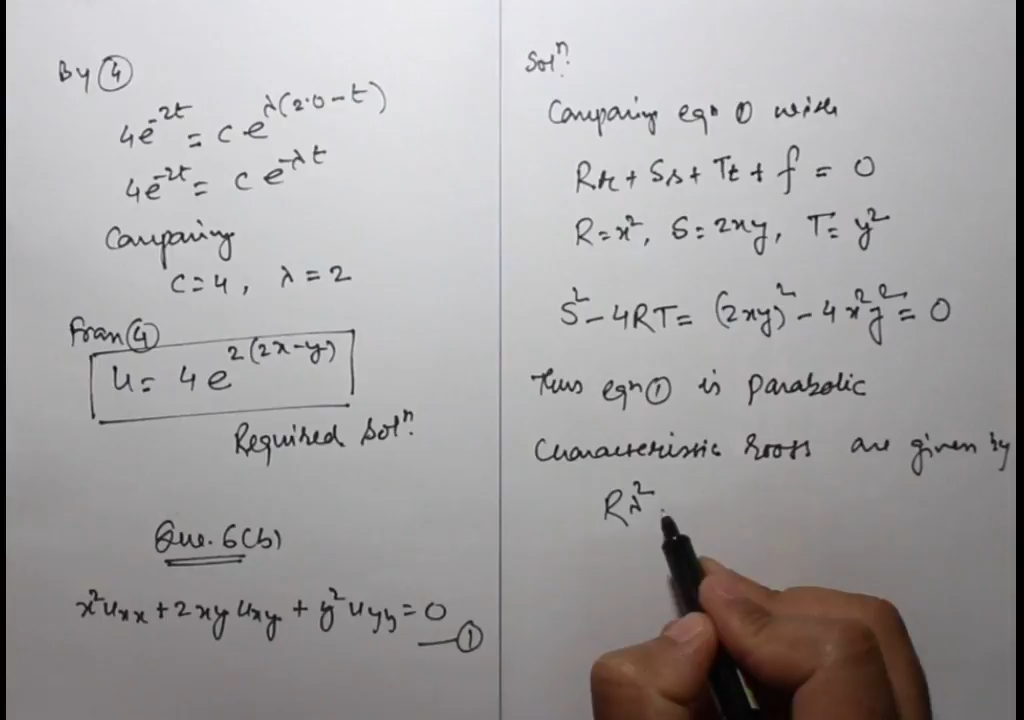 By ④
4e^{-2t} = c e^{λ(2·0-t)}
4e^{-2t} = c e^{-λt}
Comparing
c=4, λ=2
From ④
u = 4e^{2(2x-y)}
Required Solⁿ.
Que. 6(b)
x²u_{xx} + 2xy u_{xy} + y²u_{yy} = 0 —①
Solⁿ.
Comparing eqⁿ ① with
Rr + Ss + Tt + f = 0
R=x², S=2xy, T=y²
S²-4RT = (2xy)² - 4x²y² = 0
Thus eqn ① is parabolic
Characteristic roots are given by
Rλ²